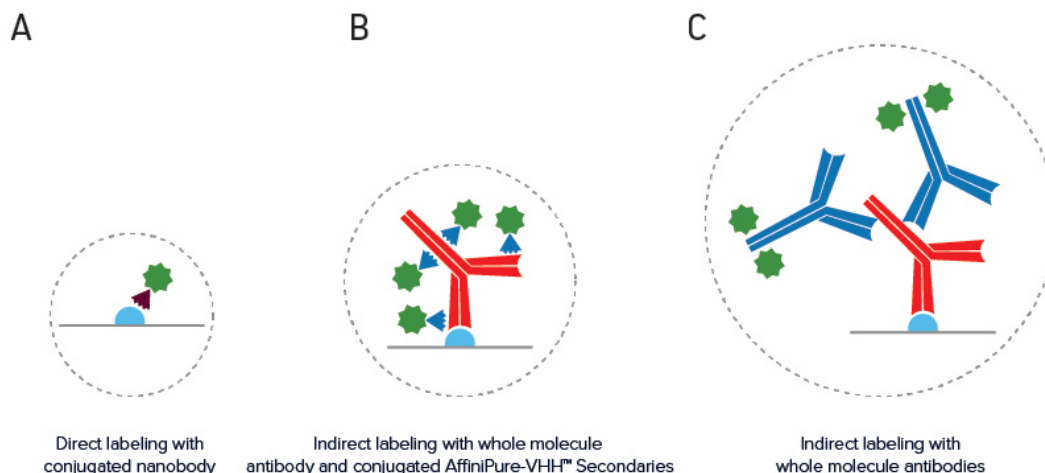 A
B
C
Direct labeling with
conjugated nanobody
Indirect labeling with whole molecule
antibody and conjugated AffiniPure-VHH™ Secondaries
Indirect labeling with
whole molecule antibodies